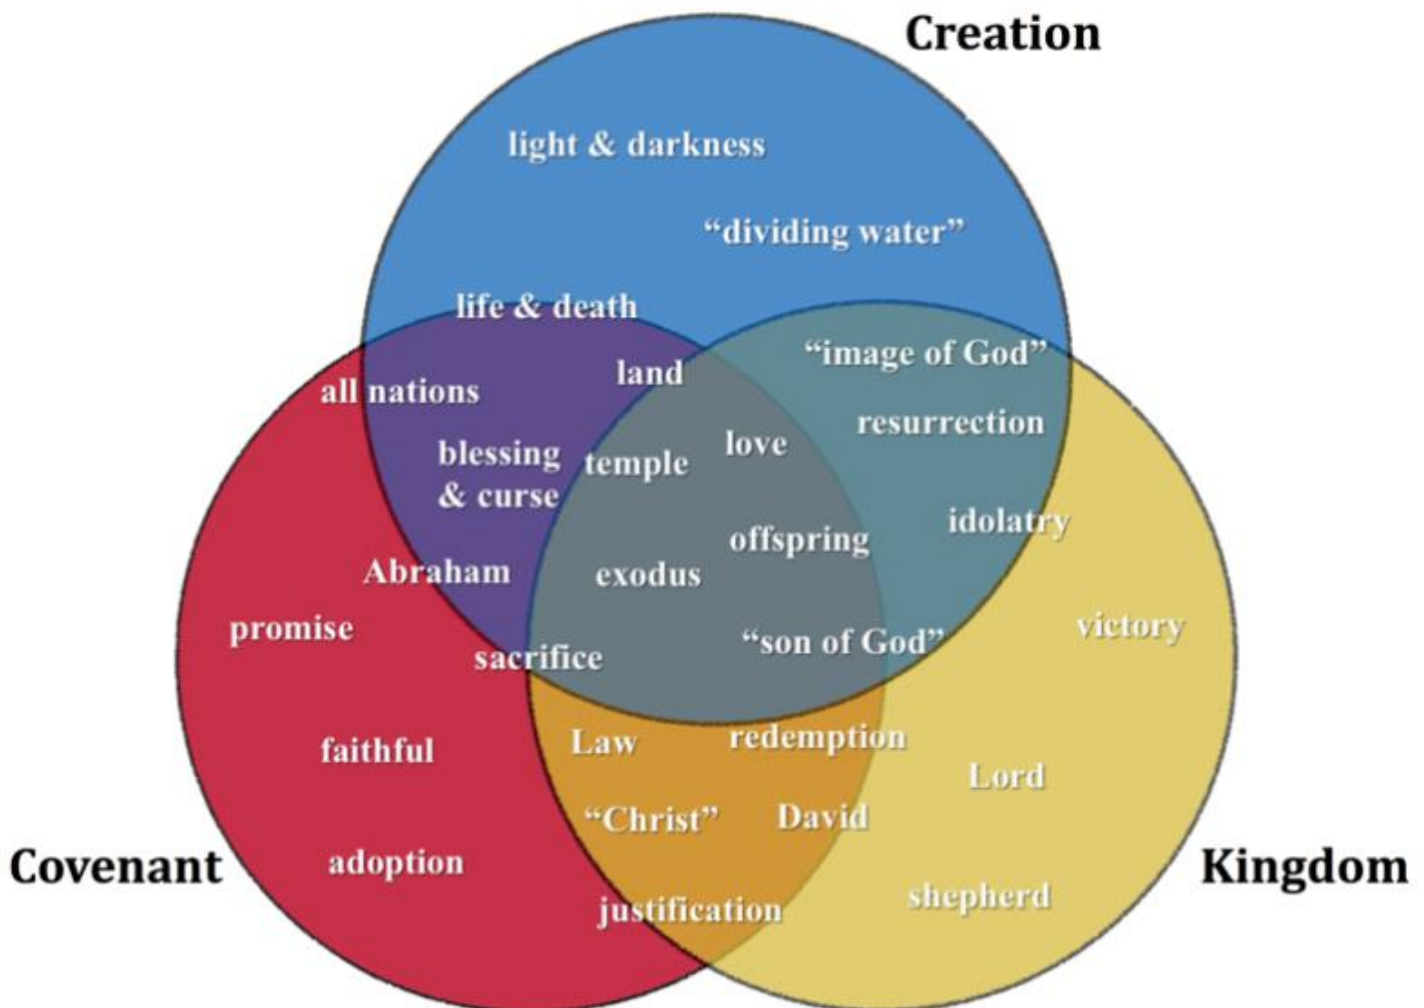 Creation
light & darkness
“dividing water”
life & death
“image of God”
land
all nations
resurrection
love
blessing
& curse
temple
idolatry
offspring
Abraham
exodus
promise
victory
“son of God”
sacrifice
Law
redemption
faithful
Lord
“Christ”
David
Covenant
adoption
Kingdom
shepherd
justification